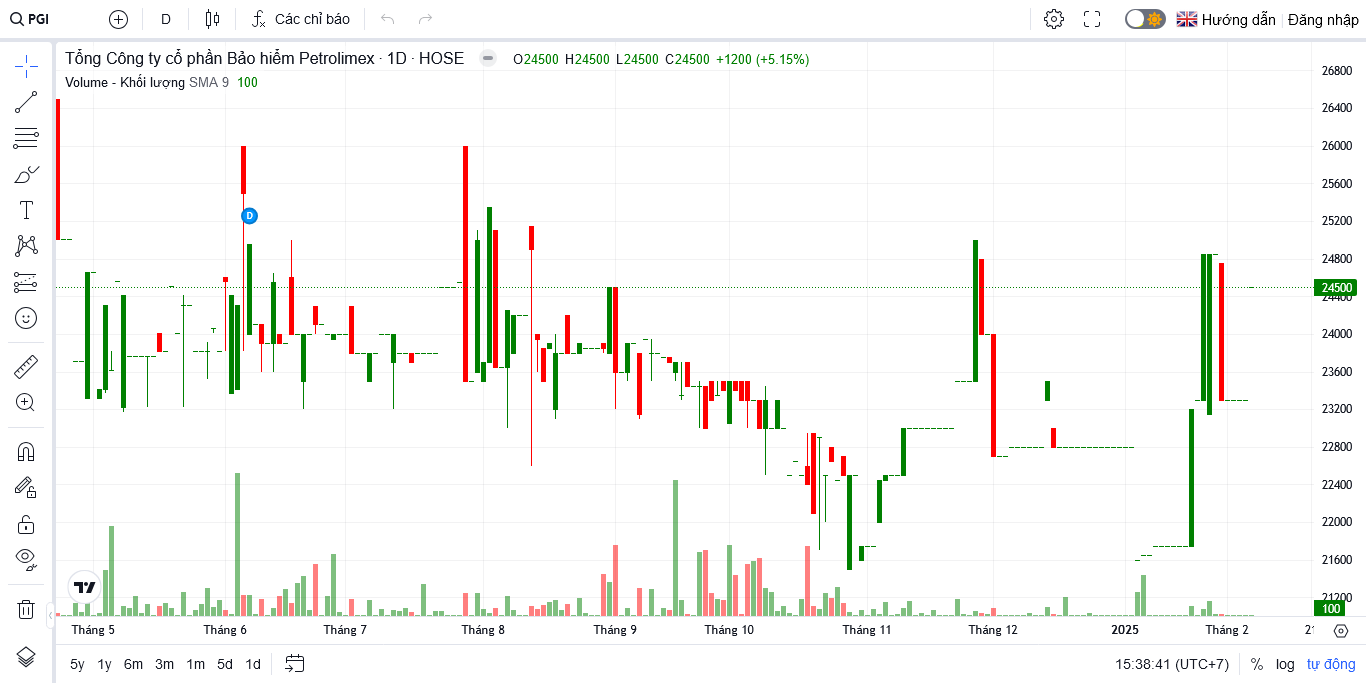 PGI D Các chỉ báo Hướng dẫn Đăng nhập
Tổng Công ty cổ phần Bảo hiểm Petrolimex · 1D · HOSE O24500 H24500 L24500 C24500 +1200 (+5.15%)
Volume - Khối lượng SMA 9 100
26800
26400
26000
25600
25200
D
24800
24500
24400
24000
23600
23200
22800
22400
22000
21600
21200
100
Tháng 5 Tháng 6 Tháng 7 Tháng 8 Tháng 9 Tháng 10 Tháng 11 Tháng 12 2025 Tháng 2
5y 1y 6m 3m 1m 5d 1d 15:38:41 (UTC+7) % log tự động